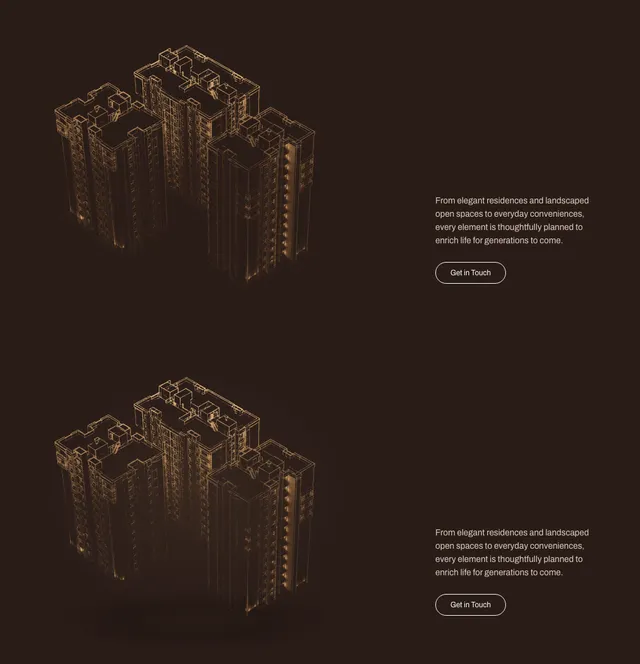 From elegant residences and landscaped
open spaces to everyday conveniences,
every element is thoughtfully planned to
enrich life for generations to come.
Get in Touch
From elegant residences and landscaped
open spaces to everyday conveniences,
every element is thoughtfully planned to
enrich life for generations to come.
Get in Touch